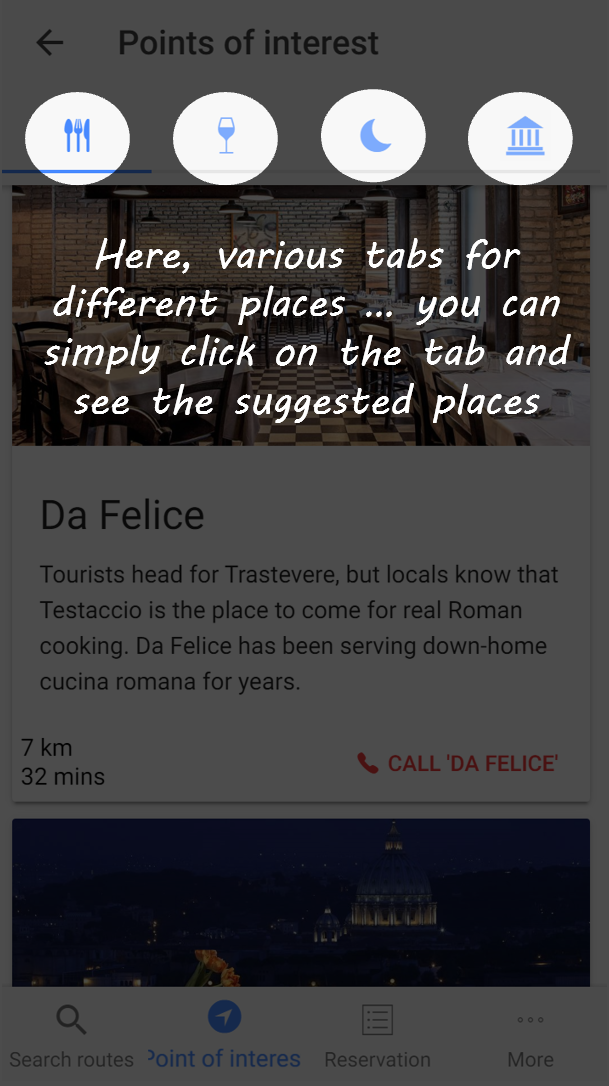 Points of interest
Here, various tabs for
different places ... you can
simply click on the tab and
see the suggested places
Da Felice
Tourists head for Trastevere, but locals know that
Testaccio is the place to come for real Roman
cooking. Da Felice has been serving down-home
cucina romana for years.
7 km
32 mins
CALL 'DA FELICE'
Search routes
Point of interes
Reservation
More